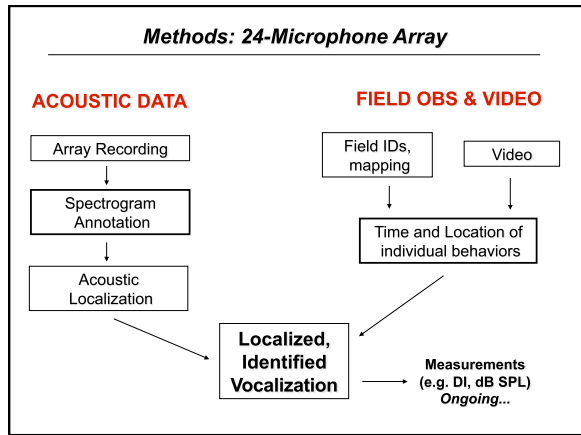 Methods: 24-Microphone Array
ACOUSTIC DATA
Array Recording
Spectrogram
Annotation
Acoustic
Localization
FIELD OBS & VIDEO
Field IDs,
mapping
Video
Time and Location of
individual behaviors
Localized,
Identified
Vocalization
Measurements
(e.g. DI, dB SPL)
Ongoing...